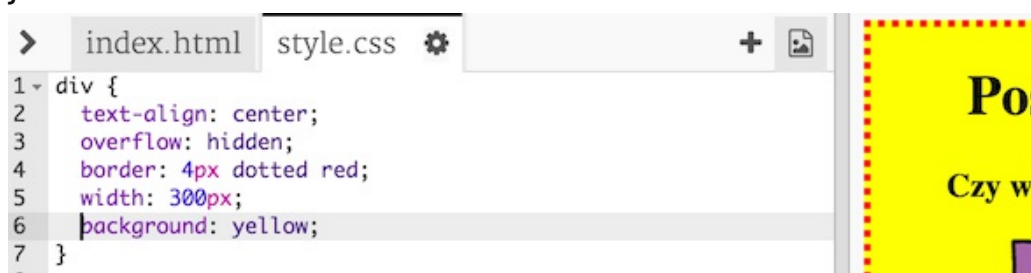 index.html style.css
1 div {
2 text-align: center;
3 overflow: hidden;
4 border: 4px dotted red;
5 width: 300px;
6 background: yellow;
7 }
Czy